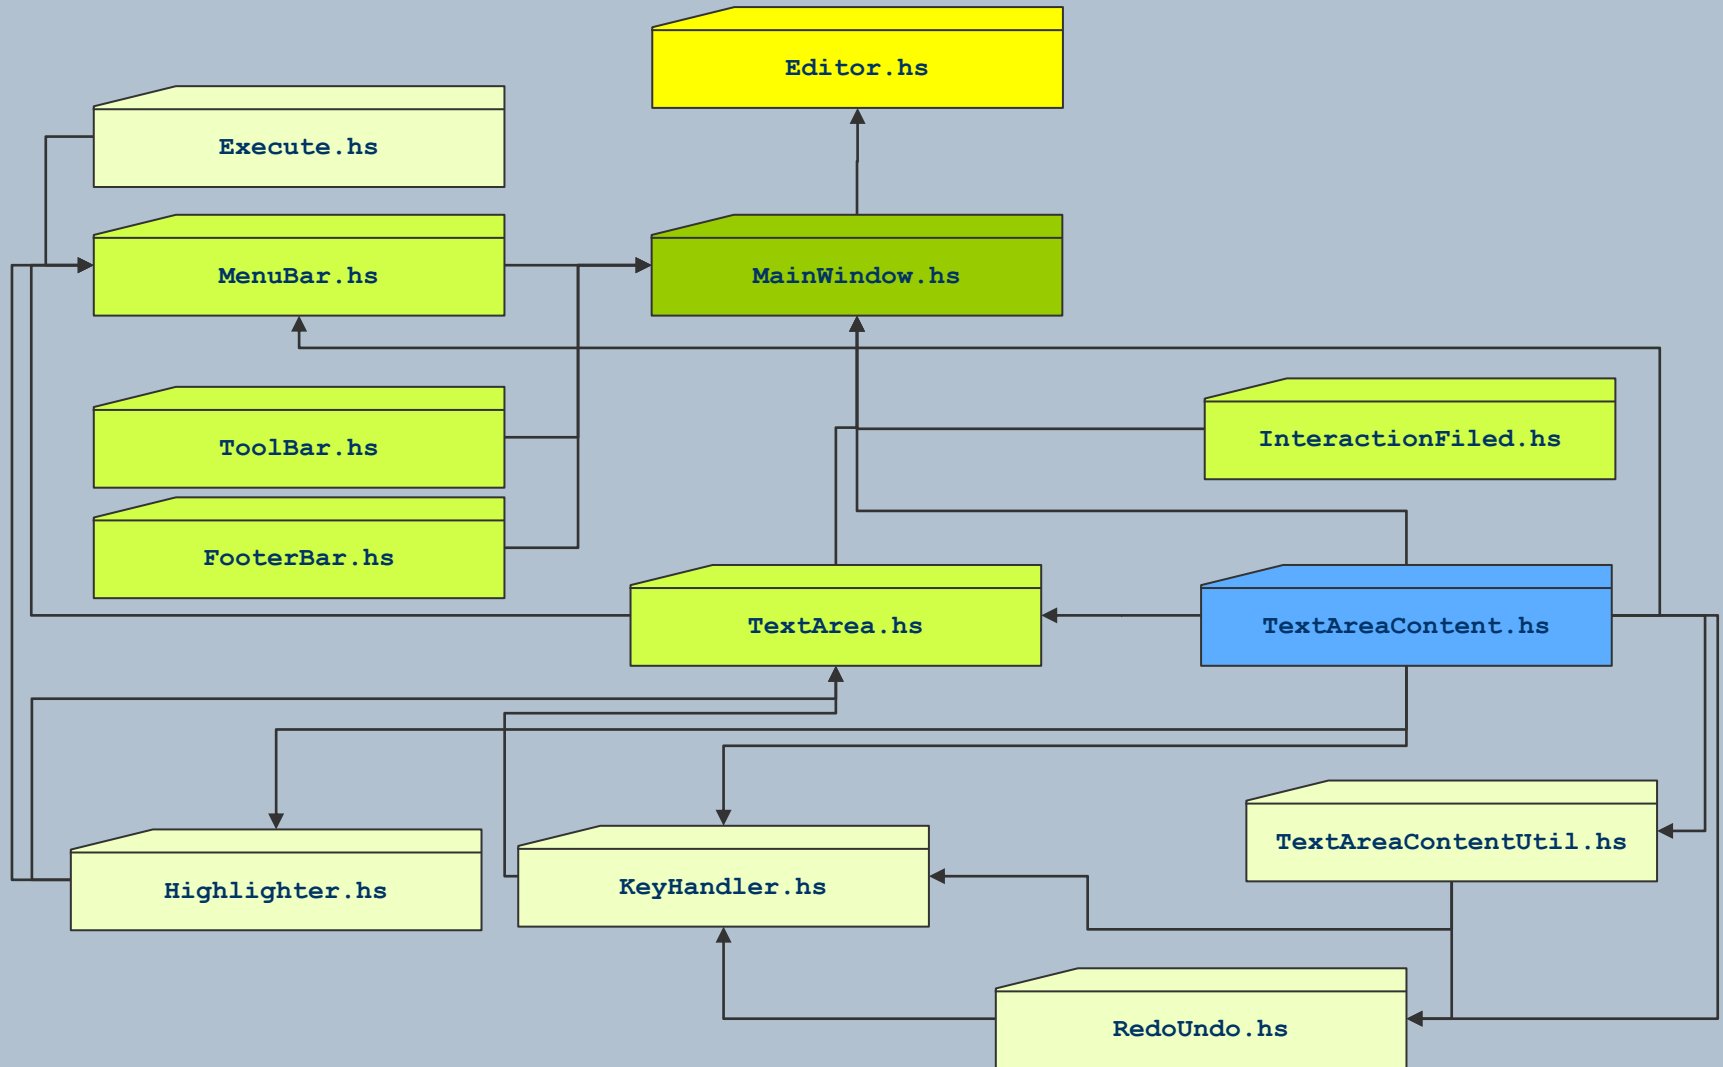 Editor.hs
Execute.hs
MenuBar.hs
MainWindow.hs
ToolBar.hs
InteractionFiled.hs
FooterBar.hs
TextArea.hs
TextAreaContent.hs
TextAreaContentUtil.hs
Highlighter.hs
KeyHandler.hs
RedoUndo.hs